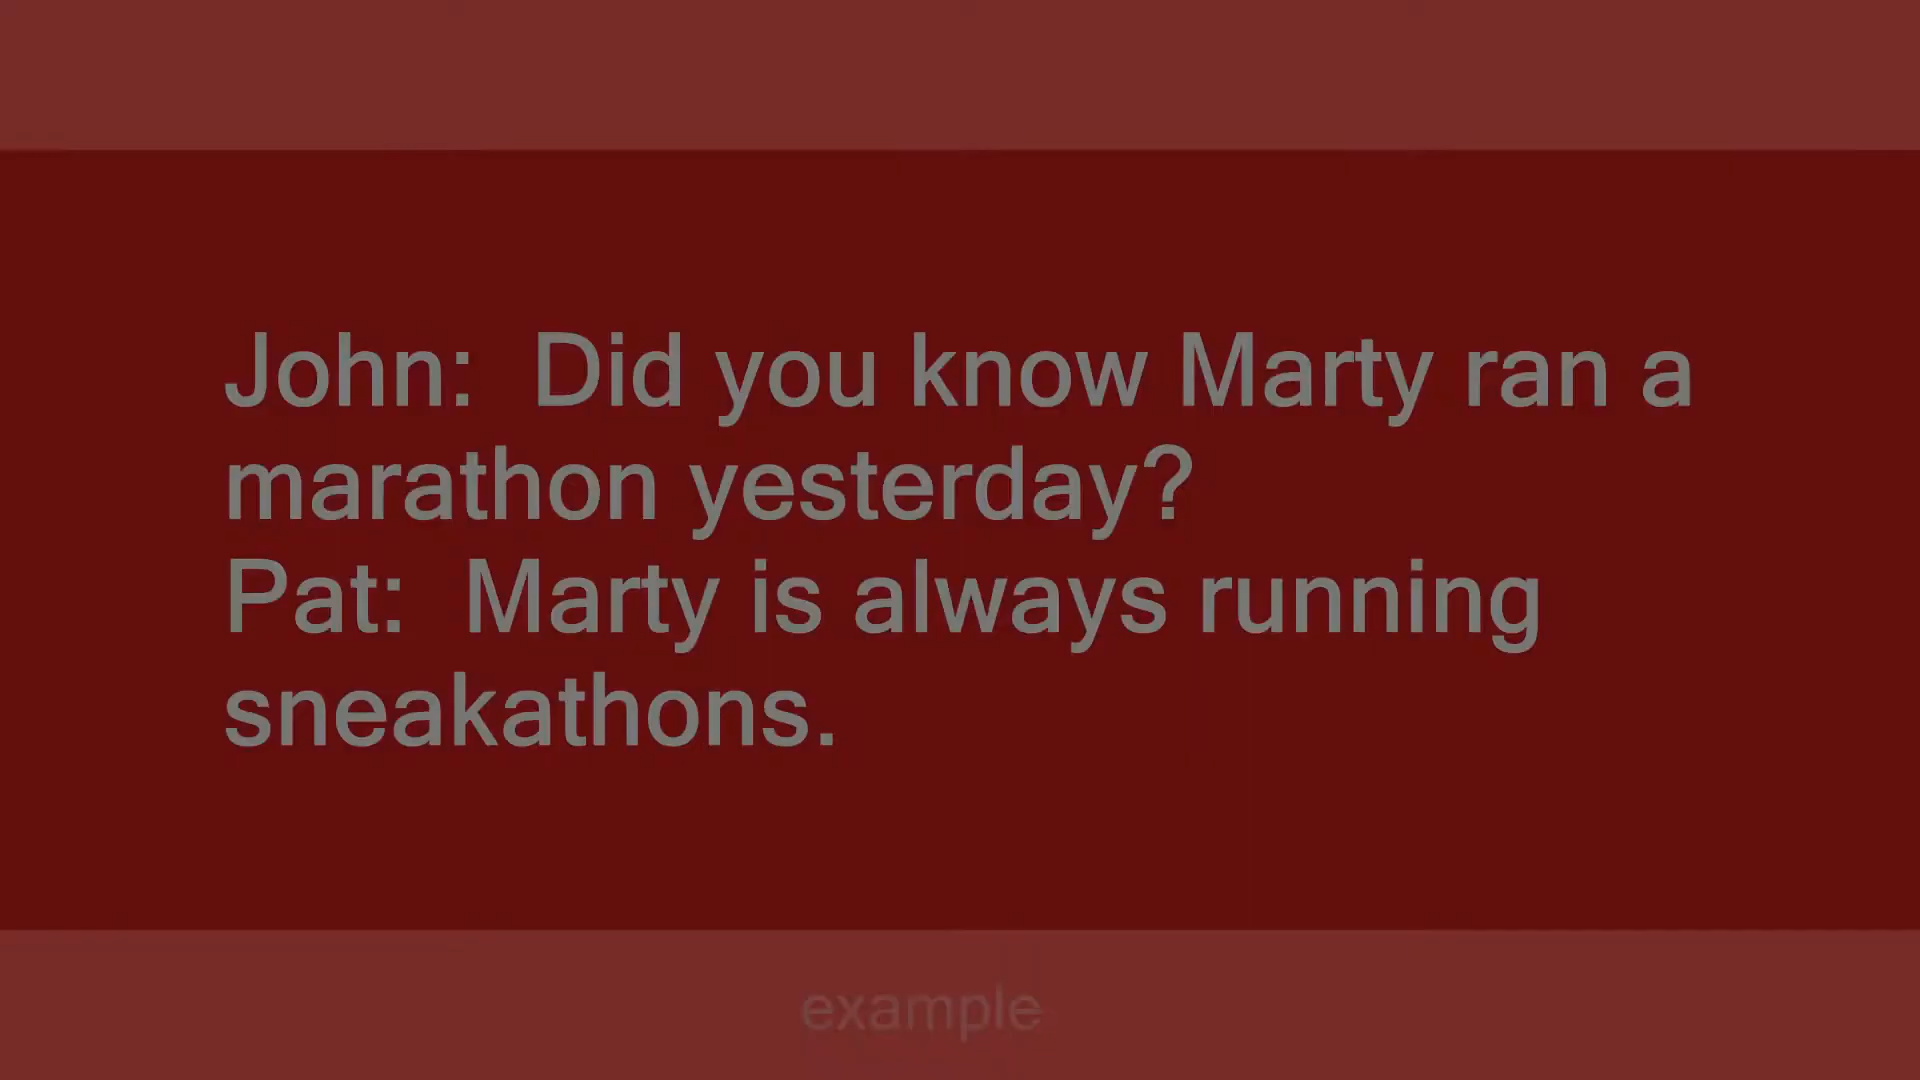 John:  Did you know Marty ran a
marathon yesterday?
Pat:  Marty is always running
sneakathons.
example